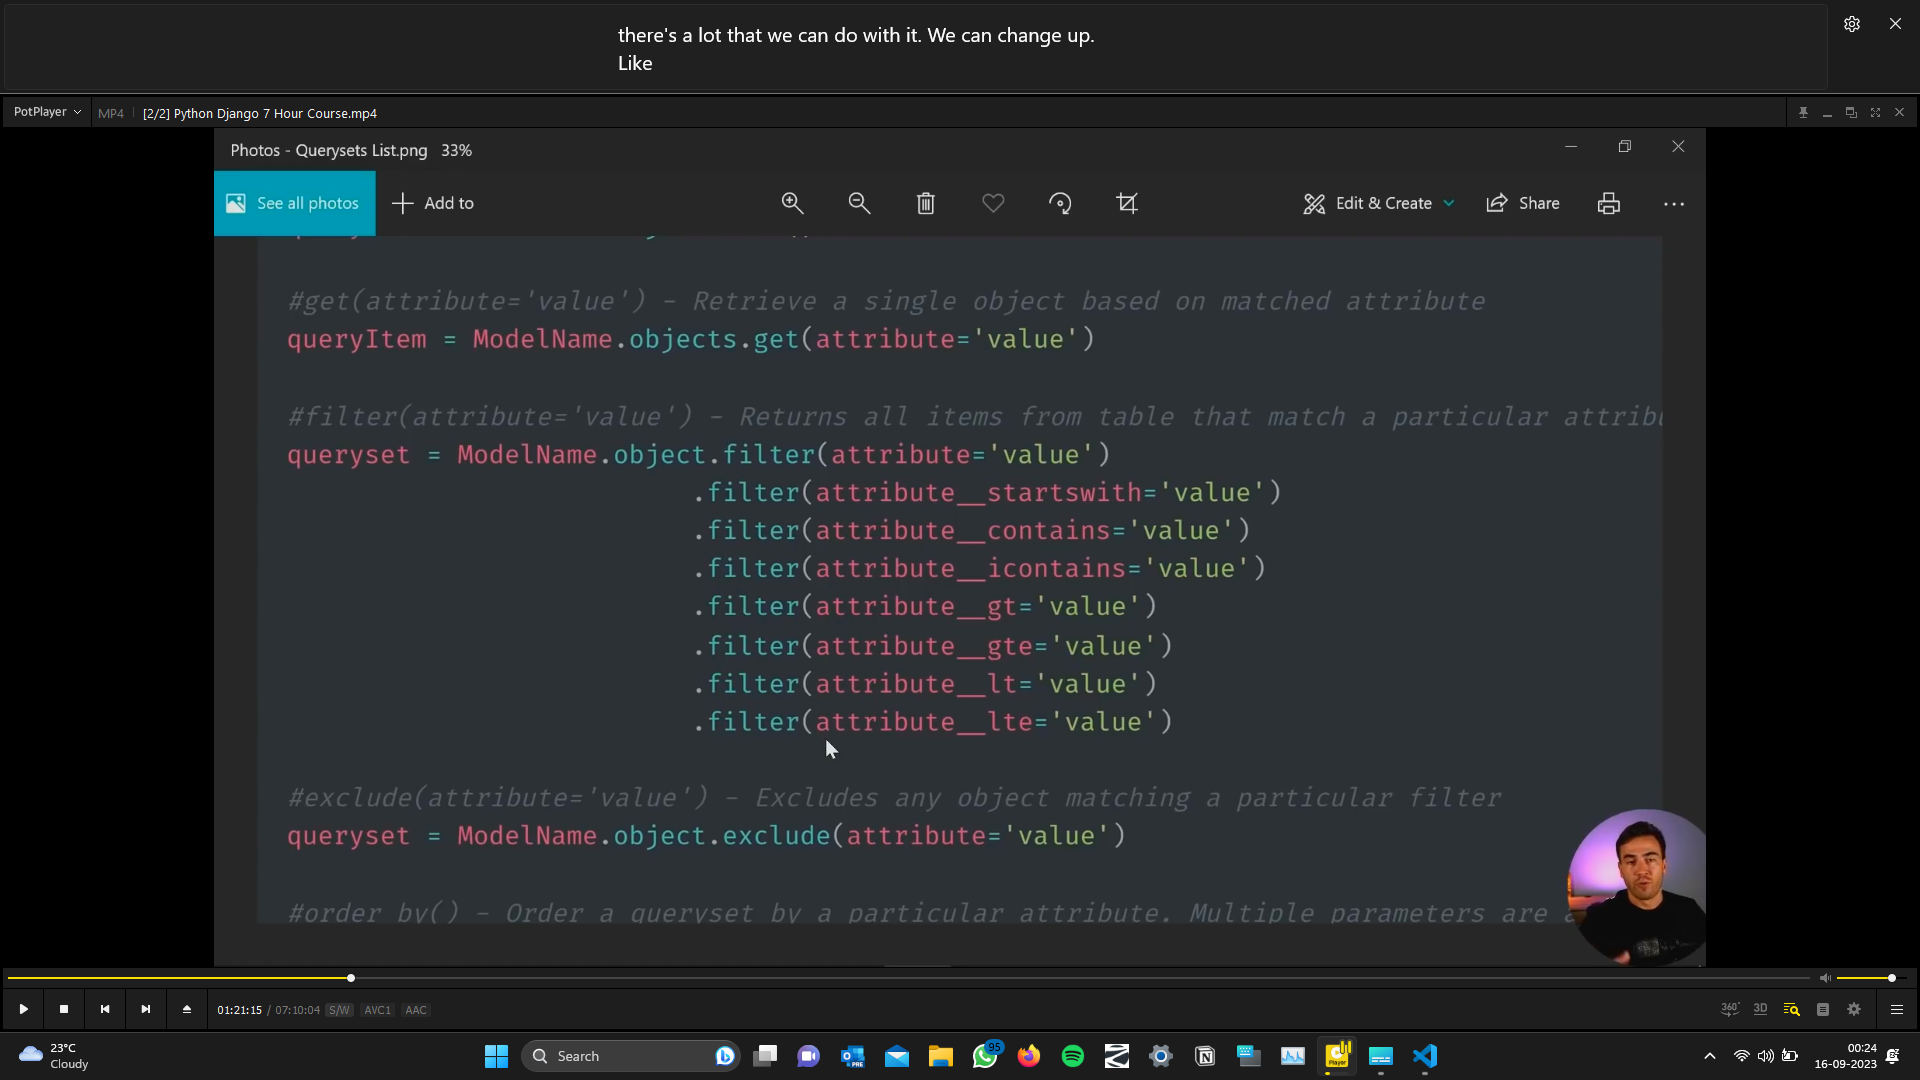 there's a lot that we can do with it. We can change up.
Like
PotPlayer MP4 [2/2] Python Django 7 Hour Course.mp4
Photos - Querysets List.png 33%
See all photos Add to Edit & Create Share
#get(attribute='value') - Retrieve a single object based on matched attribute
queryItem = ModelName.objects.get(attribute='value')
#filter(attribute='value') - Returns all items from table that match a particular attribu
queryset = ModelName.object.filter(attribute='value')
.filter(attribute__startswith='value')
.filter(attribute__contains='value')
.filter(attribute__icontains='value')
.filter(attribute__gt='value')
.filter(attribute__gte='value')
.filter(attribute__lt='value')
.filter(attribute__lte='value')
#exclude(attribute='value') - Excludes any object matching a particular filter
queryset = ModelName.object.exclude(attribute='value')
#order_by() - Order a queryset by a particular attribute. Multiple parameters are a
01:21:15 / 07:10:04 S/W AVC1 AAC 360° 3D
23°C
Cloudy
Search
PRE
95
Player
00:24
16-09-2023